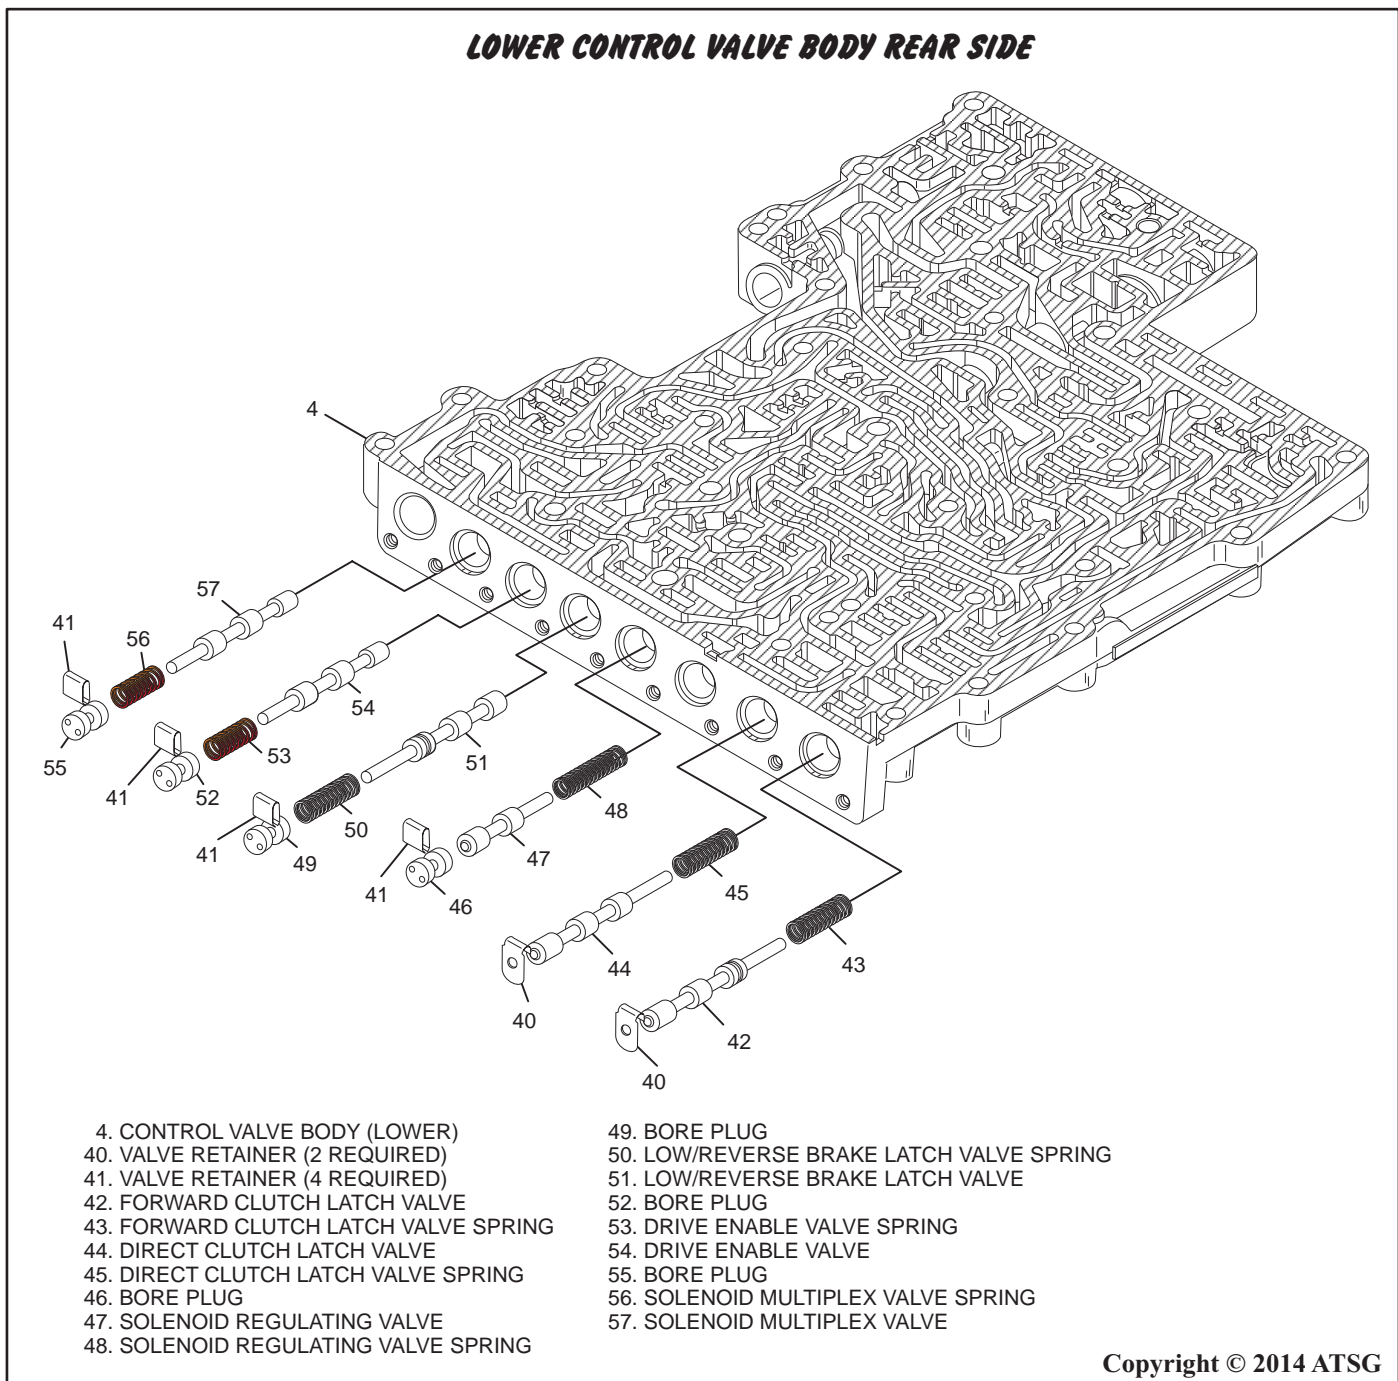 LOWER CONTROL VALVE BODY REAR SIDE
4
57
41
56
54
55
53
51
41
52
48
50
41
49
47
45
41
46
44
43
40
42
40
4. CONTROL VALVE BODY (LOWER)
40. VALVE RETAINER (2 REQUIRED)
41. VALVE RETAINER (4 REQUIRED)
42. FORWARD CLUTCH LATCH VALVE
43. FORWARD CLUTCH LATCH VALVE SPRING
44. DIRECT CLUTCH LATCH VALVE
45. DIRECT CLUTCH LATCH VALVE SPRING
46. BORE PLUG
47. SOLENOID REGULATING VALVE
48. SOLENOID REGULATING VALVE SPRING
49. BORE PLUG
50. LOW/REVERSE BRAKE LATCH VALVE SPRING
51. LOW/REVERSE BRAKE LATCH VALVE
52. BORE PLUG
53. DRIVE ENABLE VALVE SPRING
54. DRIVE ENABLE VALVE
55. BORE PLUG
56. SOLENOID MULTIPLEX VALVE SPRING
57. SOLENOID MULTIPLEX VALVE
Copyright © 2014 ATSG